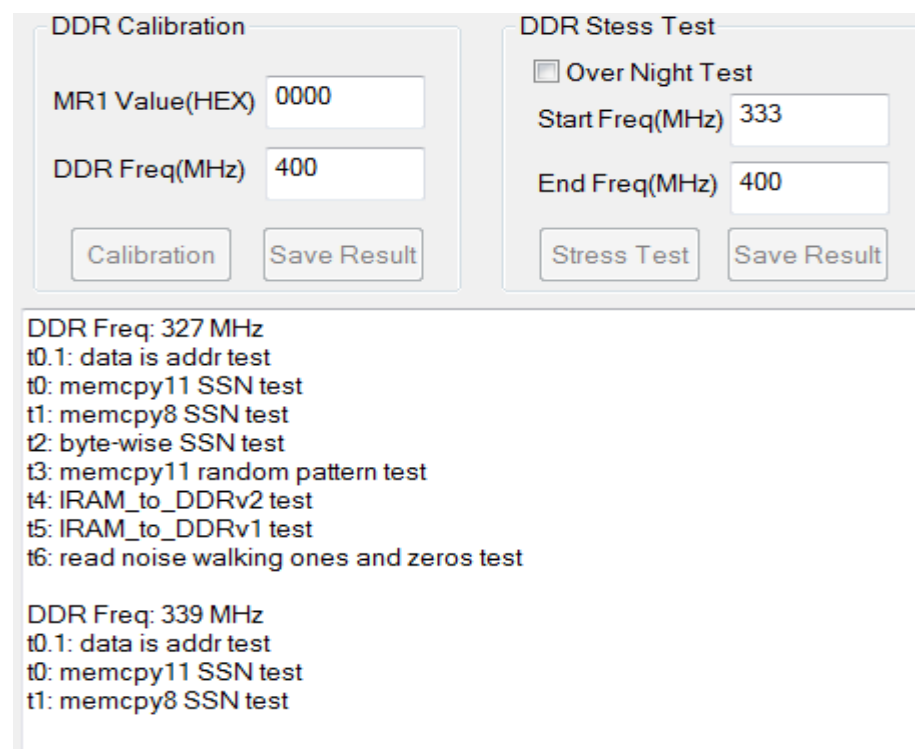 DDR Calibration
MR1 Value(HEX) 0000
DDR Freq(MHz) 400
Calibration Save Result
DDR Stess Test
Over Night Test
Start Freq(MHz) 333
End Freq(MHz) 400
Stress Test Save Result
DDR Freq: 327 MHz
t0.1: data is addr test
t0: memcpy11 SSN test
t1: memcpy8 SSN test
t2: byte-wise SSN test
t3: memcpy11 random pattern test
t4: IRAM_to_DDRv2 test
t5: IRAM_to_DDRv1 test
t6: read noise walking ones and zeros test
DDR Freq: 339 MHz
t0.1: data is addr test
t0: memcpy11 SSN test
t1: memcpy8 SSN test